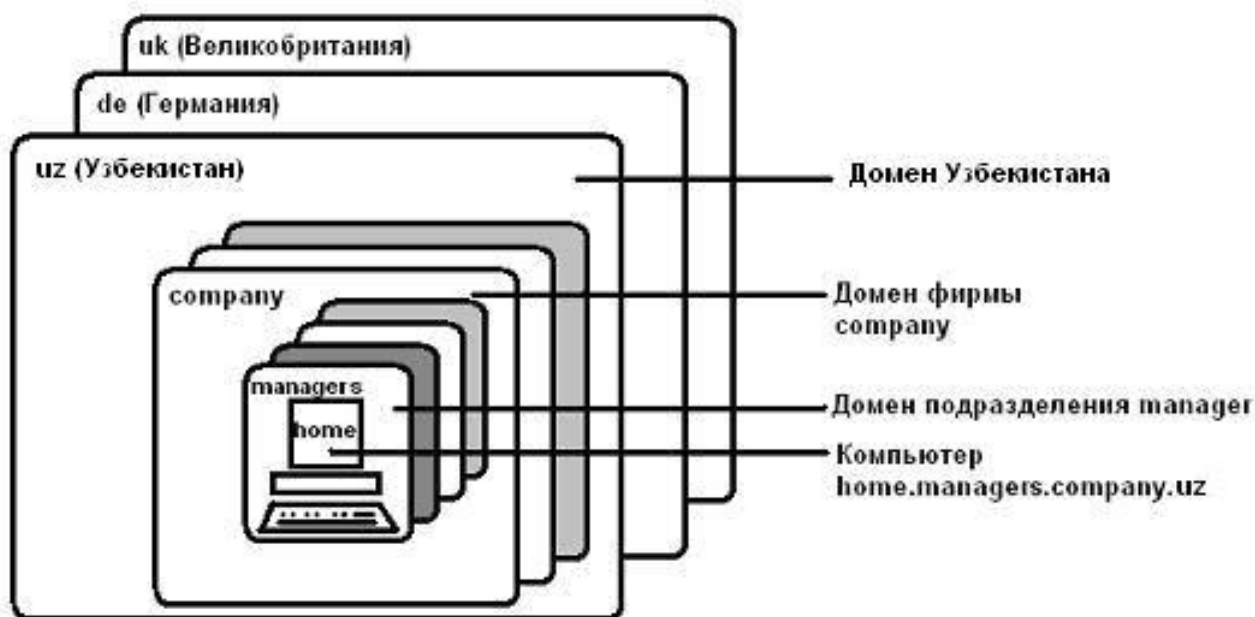 uk (Великобритания)
de (Германия)
uz (Узбекистан)
Домен Узбекистана
company
Домен фирмы
company
managers
Домен подразделения manager
home
Компьютер
home.managers.company.uz